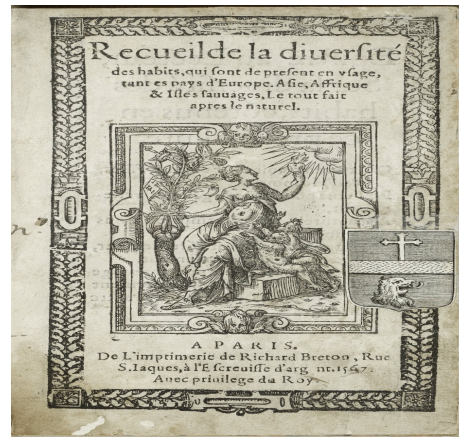 Recueil de la diuersité
des habits, qui sont de present en vsage,
tant es pays d'Europe. Asie, Affrique
& Isles sauuages, Le tout fait
apres le naturel.
A PARIS.
De L'imprimerie de Richard Breton, Rue
S. Iaques, à l'Escreuisse d'arg nt. 1567.
Auec priuilege du Roy